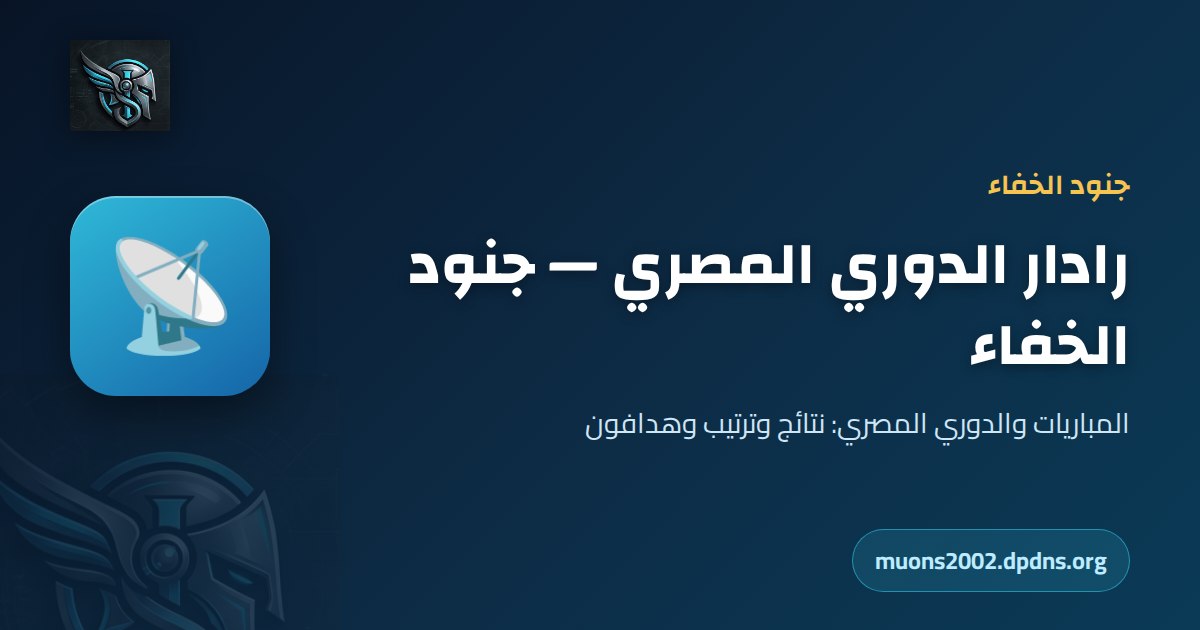 جنود الخفاء
رادار الدوري المصري — جنود
الخفاء
المباريات والدوري المصري: نتائج وترتيب وهدافون
muons2002.dpdns.org